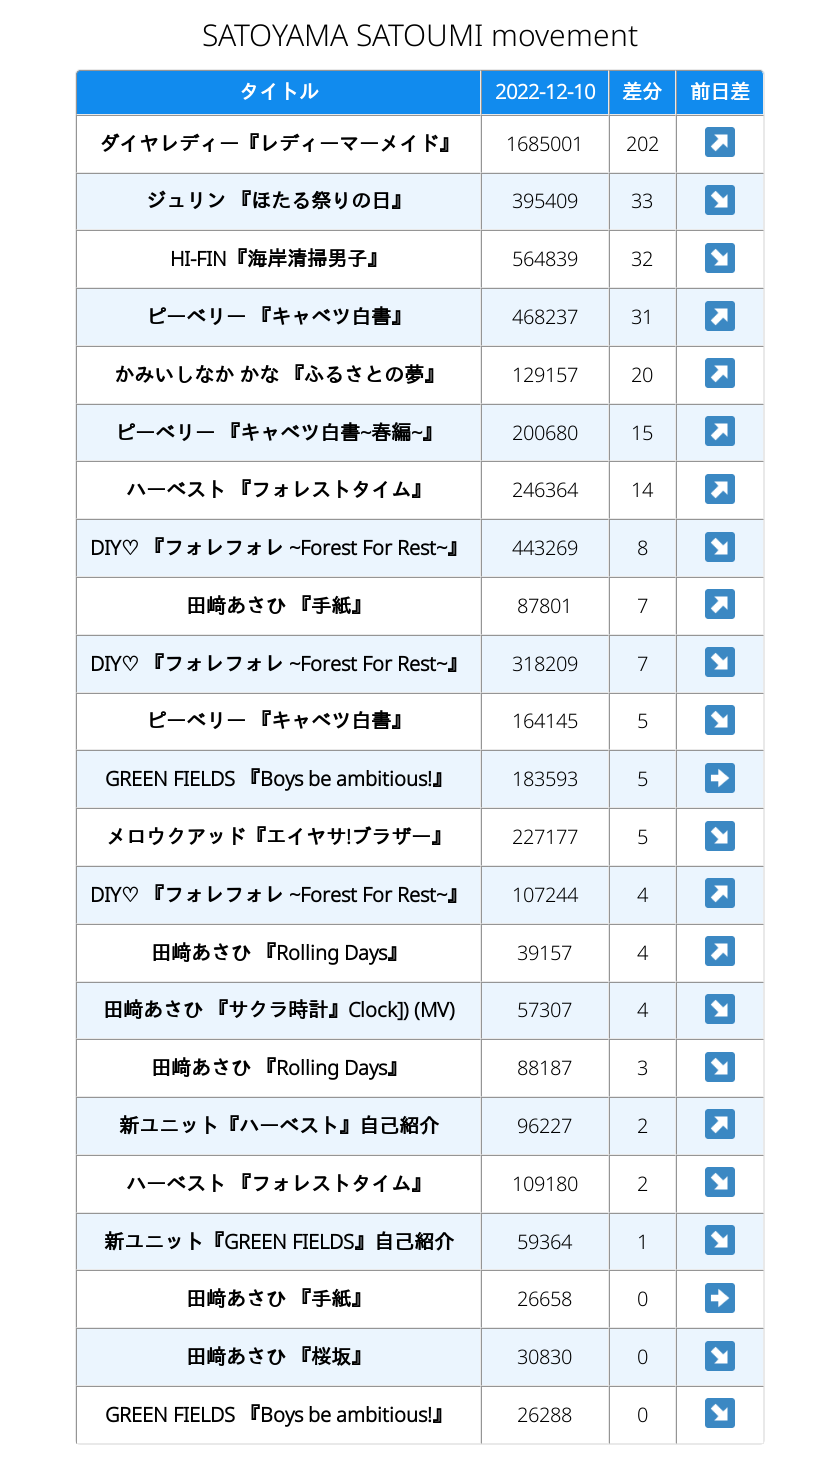 SATOYAMA SATOUMI movement
タイトル 2022-12-10 差分 前日差
ダイヤレディー『レディーマーメイド』 1685001 202 ↗
ジュリン 『ほたる祭りの日』 395409 33 ↘
HI-FIN『海岸清掃男子』 564839 32 ↘
ピーベリー 『キャベツ白書』 468237 31 ↗
かみいしなか かな 『ふるさとの夢』 129157 20 ↗
ピーベリー 『キャベツ白書~春編~』 200680 15 ↗
ハーベスト 『フォレストタイム』 246364 14 ↗
DIY♡ 『フォレフォレ ~Forest For Rest~』 443269 8 ↘
田﨑あさひ 『手紙』 87801 7 ↗
DIY♡ 『フォレフォレ ~Forest For Rest~』 318209 7 ↘
ピーベリー 『キャベツ白書』 164145 5 ↘
GREEN FIELDS 『Boys be ambitious!』 183593 5 ➡
メロウクアッド『エイヤサ!ブラザー』 227177 5 ↘
DIY♡ 『フォレフォレ ~Forest For Rest~』 107244 4 ↗
田﨑あさひ 『Rolling Days』 39157 4 ↗
田﨑あさひ 『サクラ時計』Clock]) (MV) 57307 4 ↘
田﨑あさひ 『Rolling Days』 88187 3 ↘
新ユニット『ハーベスト』自己紹介 96227 2 ↗
ハーベスト 『フォレストタイム』 109180 2 ↘
新ユニット『GREEN FIELDS』自己紹介 59364 1 ↘
田﨑あさひ 『手紙』 26658 0 ➡
田﨑あさひ 『桜坂』 30830 0 ↘
GREEN FIELDS 『Boys be ambitious!』 26288 0 ↘